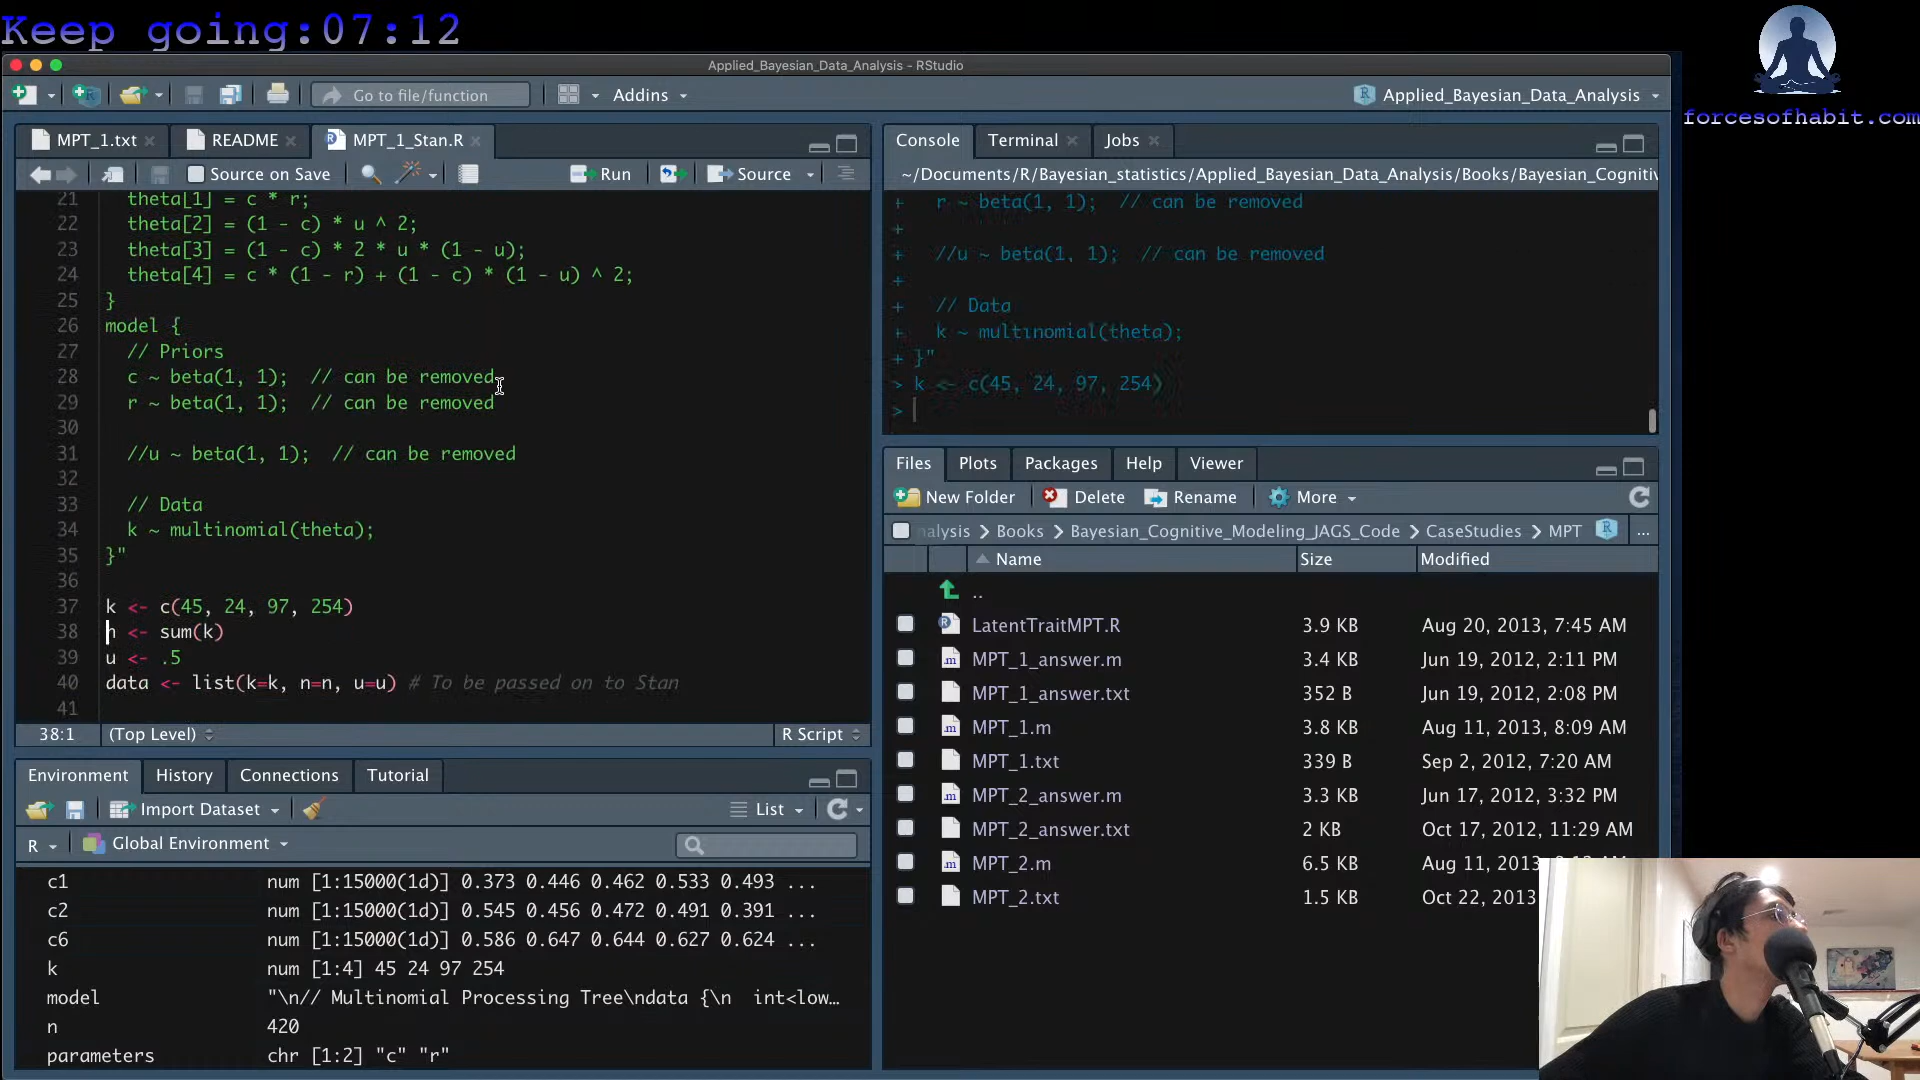 Keep going:07:12
forcesofhabit.com
Applied_Bayesian_Data_Analysis - RStudio
Go to file/function
Addins
Applied_Bayesian_Data_Analysis
MPT_1.txt
README
MPT_1_Stan.R
Source on Save
Run
Source
21 theta[1] = c * r;
22 theta[2] = (1 - c) * u ^ 2;
23 theta[3] = (1 - c) * 2 * u * (1 - u);
24 theta[4] = c * (1 - r) + (1 - c) * (1 - u) ^ 2;
25 }
26 model {
27 // Priors
28 c ~ beta(1, 1); // can be removed
29 r ~ beta(1, 1); // can be removed
30
31 //u ~ beta(1, 1); // can be removed
32
33 // Data
34 k ~ multinomial(theta);
35 }"
36
37 k <- c(45, 24, 97, 254)
38 n <- sum(k)
39 u <- .5
40 data <- list(k=k, n=n, u=u) # To be passed on to Stan
41
38:1 (Top Level) R Script
Console Terminal Jobs
~/Documents/R/Bayesian_statistics/Applied_Bayesian_Data_Analysis/Books/Bayesian_Cognitiv
+ r ~ beta(1, 1); // can be removed
+
+ //u ~ beta(1, 1); // can be removed
+
+ // Data
+ k ~ multinomial(theta);
+ }"
> k <- c(45, 24, 97, 254)
>
Environment History Connections Tutorial
Import Dataset
List
R Global Environment
c1 num [1:15000(1d)] 0.373 0.446 0.462 0.533 0.493 ...
c2 num [1:15000(1d)] 0.545 0.456 0.472 0.491 0.391 ...
c6 num [1:15000(1d)] 0.586 0.647 0.644 0.627 0.624 ...
k num [1:4] 45 24 97 254
model "\n// Multinomial Processing Tree\ndata {\n int<low…
n 420
parameters chr [1:2] "c" "r"
Files Plots Packages Help Viewer
New Folder Delete Rename More
nalysis > Books > Bayesian_Cognitive_Modeling_JAGS_Code > CaseStudies > MPT ...
Name Size Modified
..
LatentTraitMPT.R 3.9 KB Aug 20, 2013, 7:45 AM
MPT_1_answer.m 3.4 KB Jun 19, 2012, 2:11 PM
MPT_1_answer.txt 352 B Jun 19, 2012, 2:08 PM
MPT_1.m 3.8 KB Aug 11, 2013, 8:09 AM
MPT_1.txt 339 B Sep 2, 2012, 7:20 AM
MPT_2_answer.m 3.3 KB Jun 17, 2012, 3:32 PM
MPT_2_answer.txt 2 KB Oct 17, 2012, 11:29 AM
MPT_2.m 6.5 KB Aug 11, 2013,
MPT_2.txt 1.5 KB Oct 22, 2013